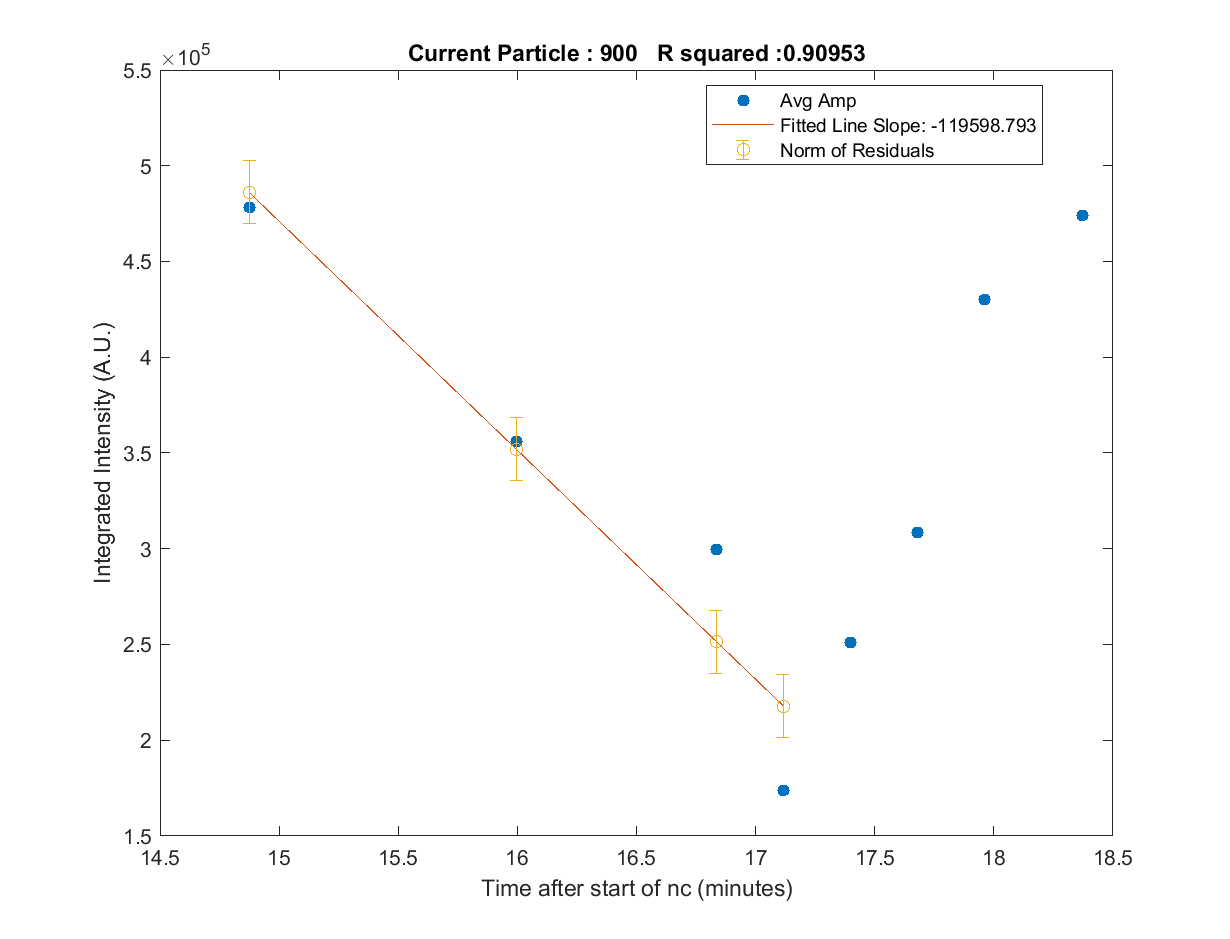 Current Particle : 900   R squared :0.90953
×10^5
Avg Amp
Fitted Line Slope: -119598.793
Norm of Residuals
5.5
5
4.5
4
3.5
3
2.5
2
1.5
Integrated Intensity (A.U.)
14.5 15 15.5 16 16.5 17 17.5 18 18.5
Time after start of nc (minutes)